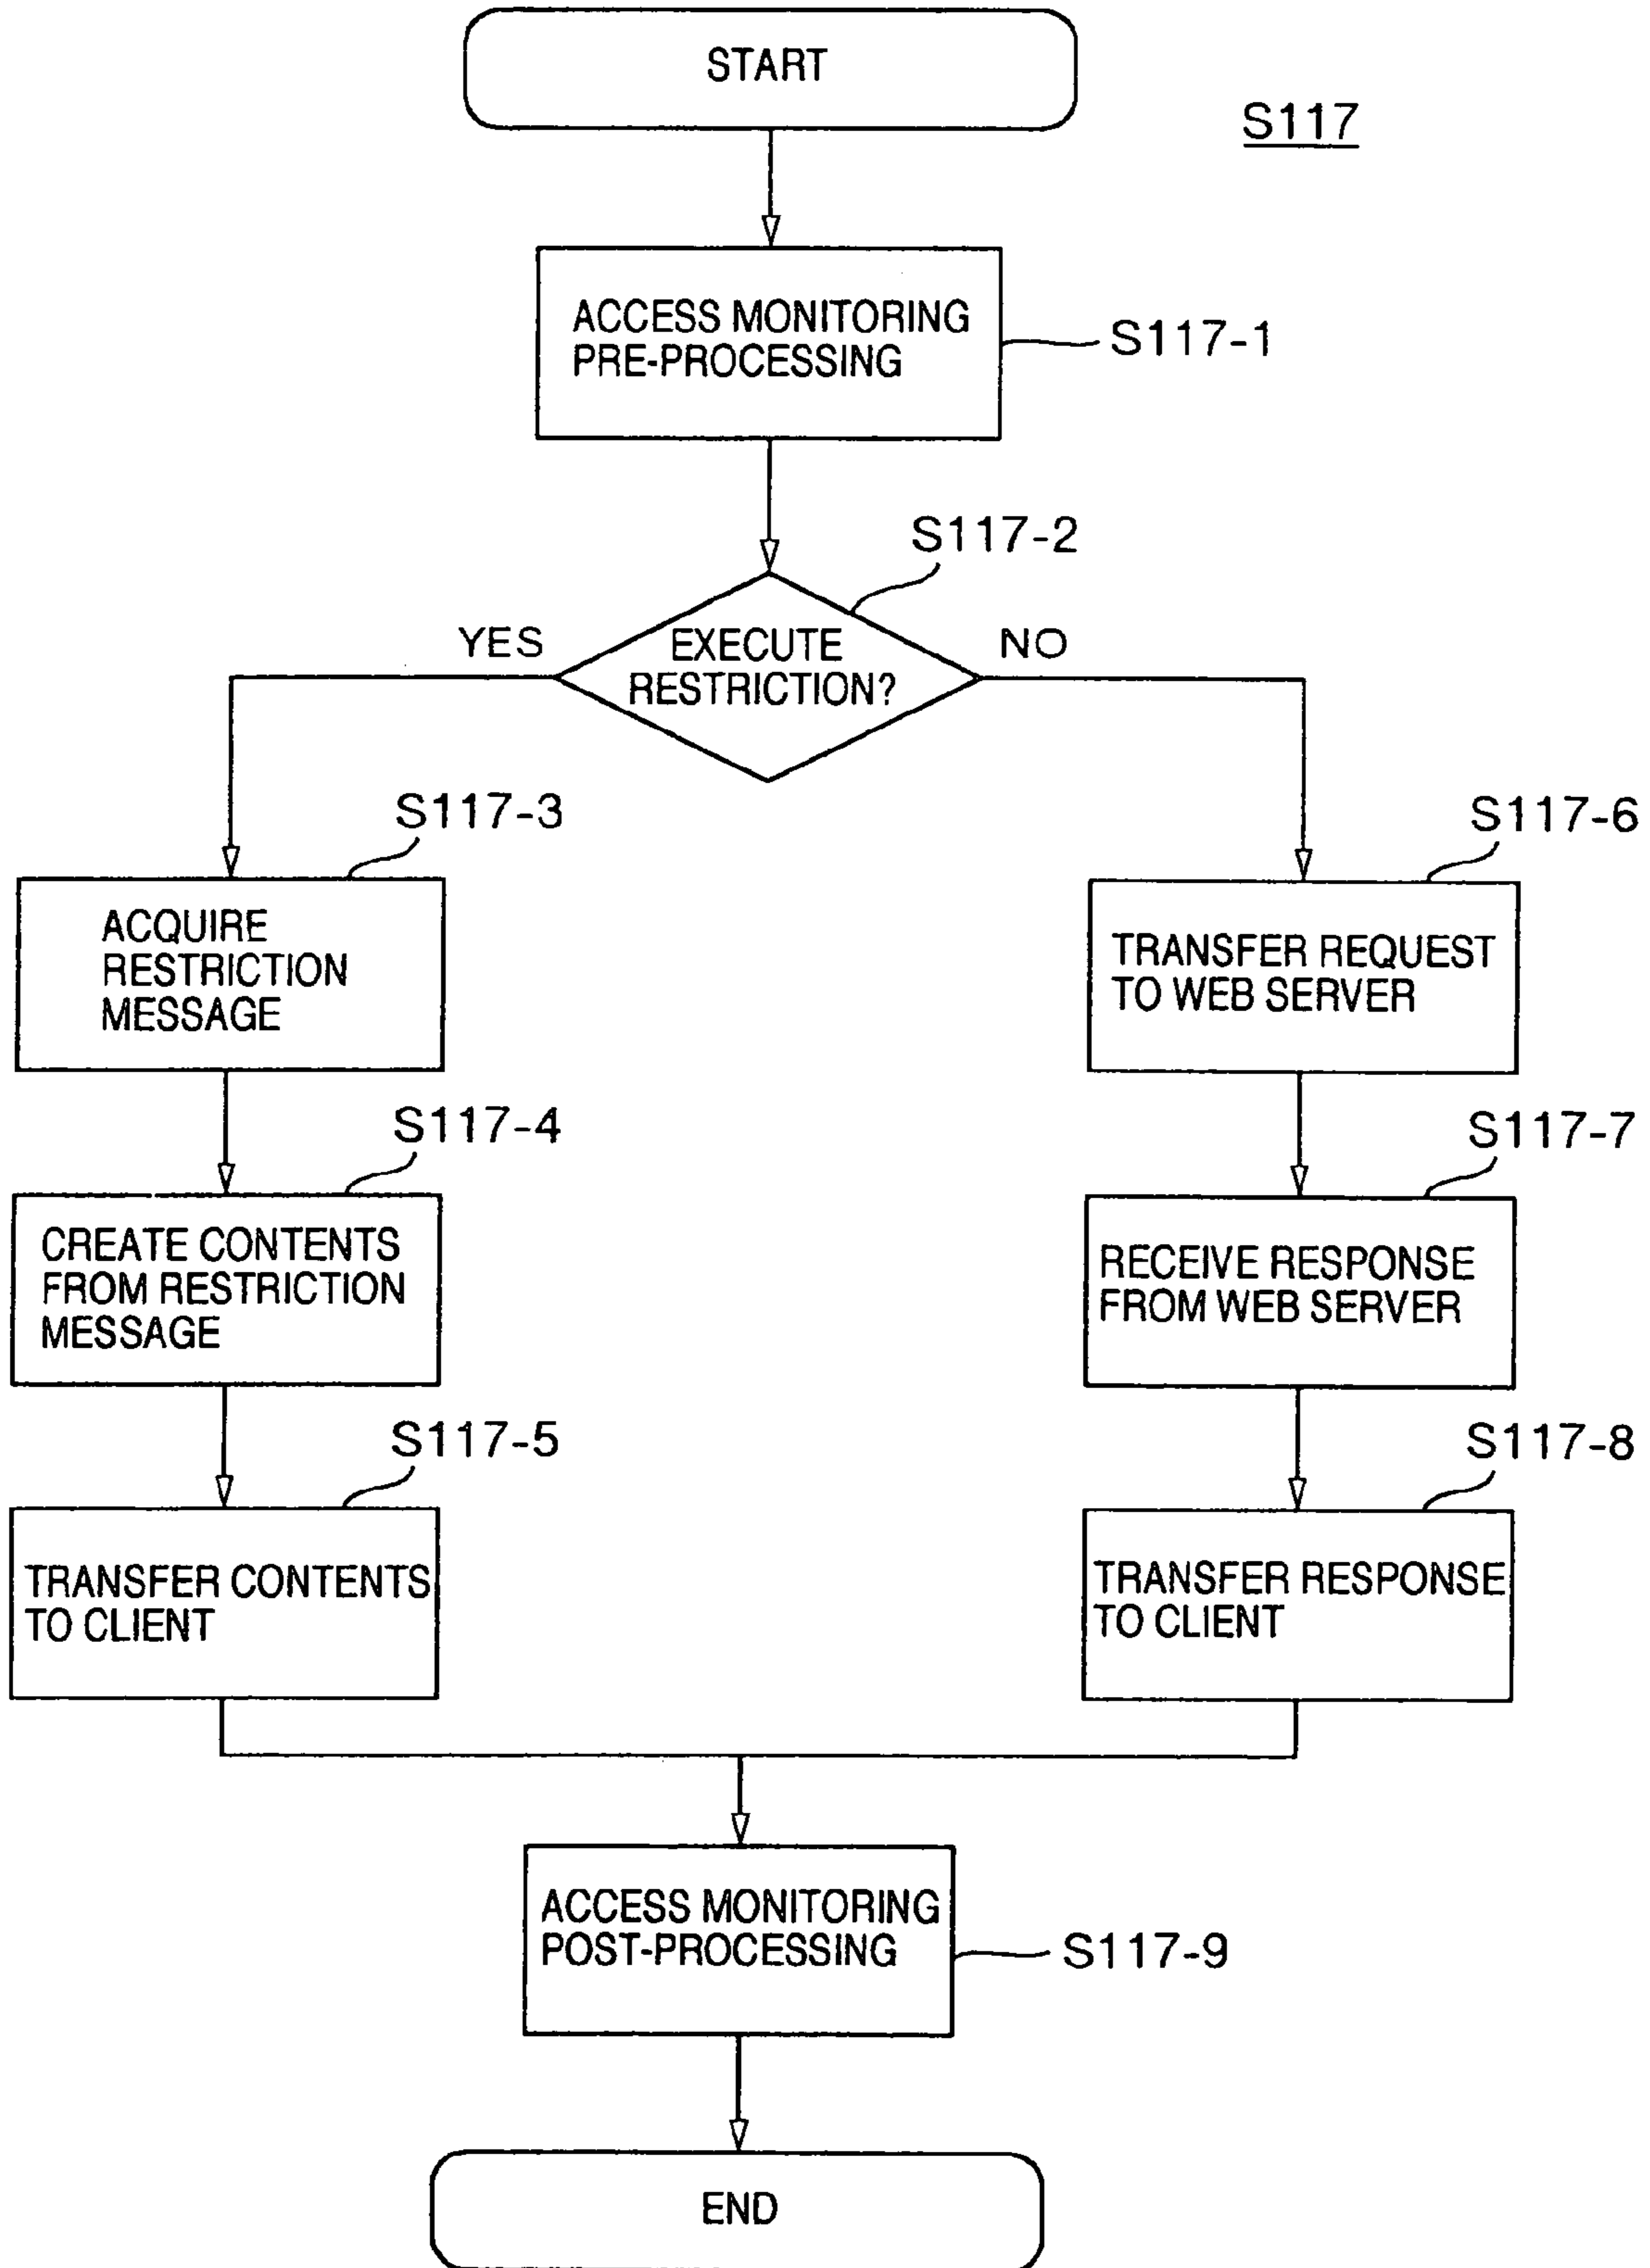 START
S117
ACCESS MONITORING
PRE-PROCESSING
S117-1
S117-2
YES
EXECUTE
RESTRICTION?
NO
S117-3
ACQUIRE
RESTRICTION
MESSAGE
S117-6
TRANSFER REQUEST
TO WEB SERVER
S117-4
CREATE CONTENTS
FROM RESTRICTION
MESSAGE
S117-7
RECEIVE RESPONSE
FROM WEB SERVER
S117-5
TRANSFER CONTENTS
TO CLIENT
S117-8
TRANSFER RESPONSE
TO CLIENT
ACCESS MONITORING
POST-PROCESSING
S117-9
END